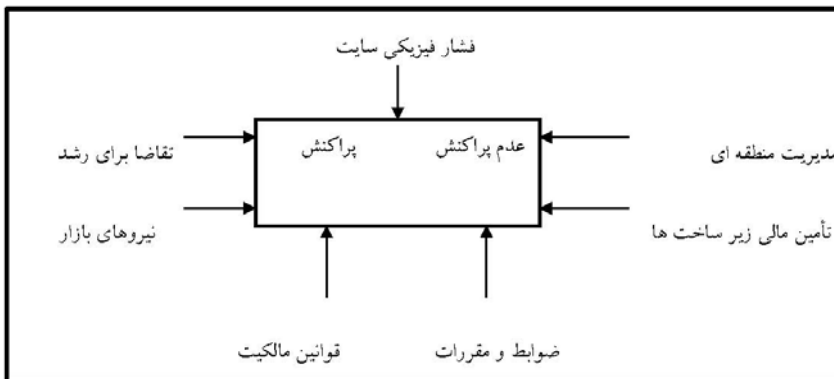 فشار فیزیکی سایت
عدم پراکنش
پراکنش
مدیریت منطقه ای
تقاضا برای رشد
تأمین مالی زیر ساخت ها
نیروهای بازار
ضوابط و مقررات
قوانین مالکیت